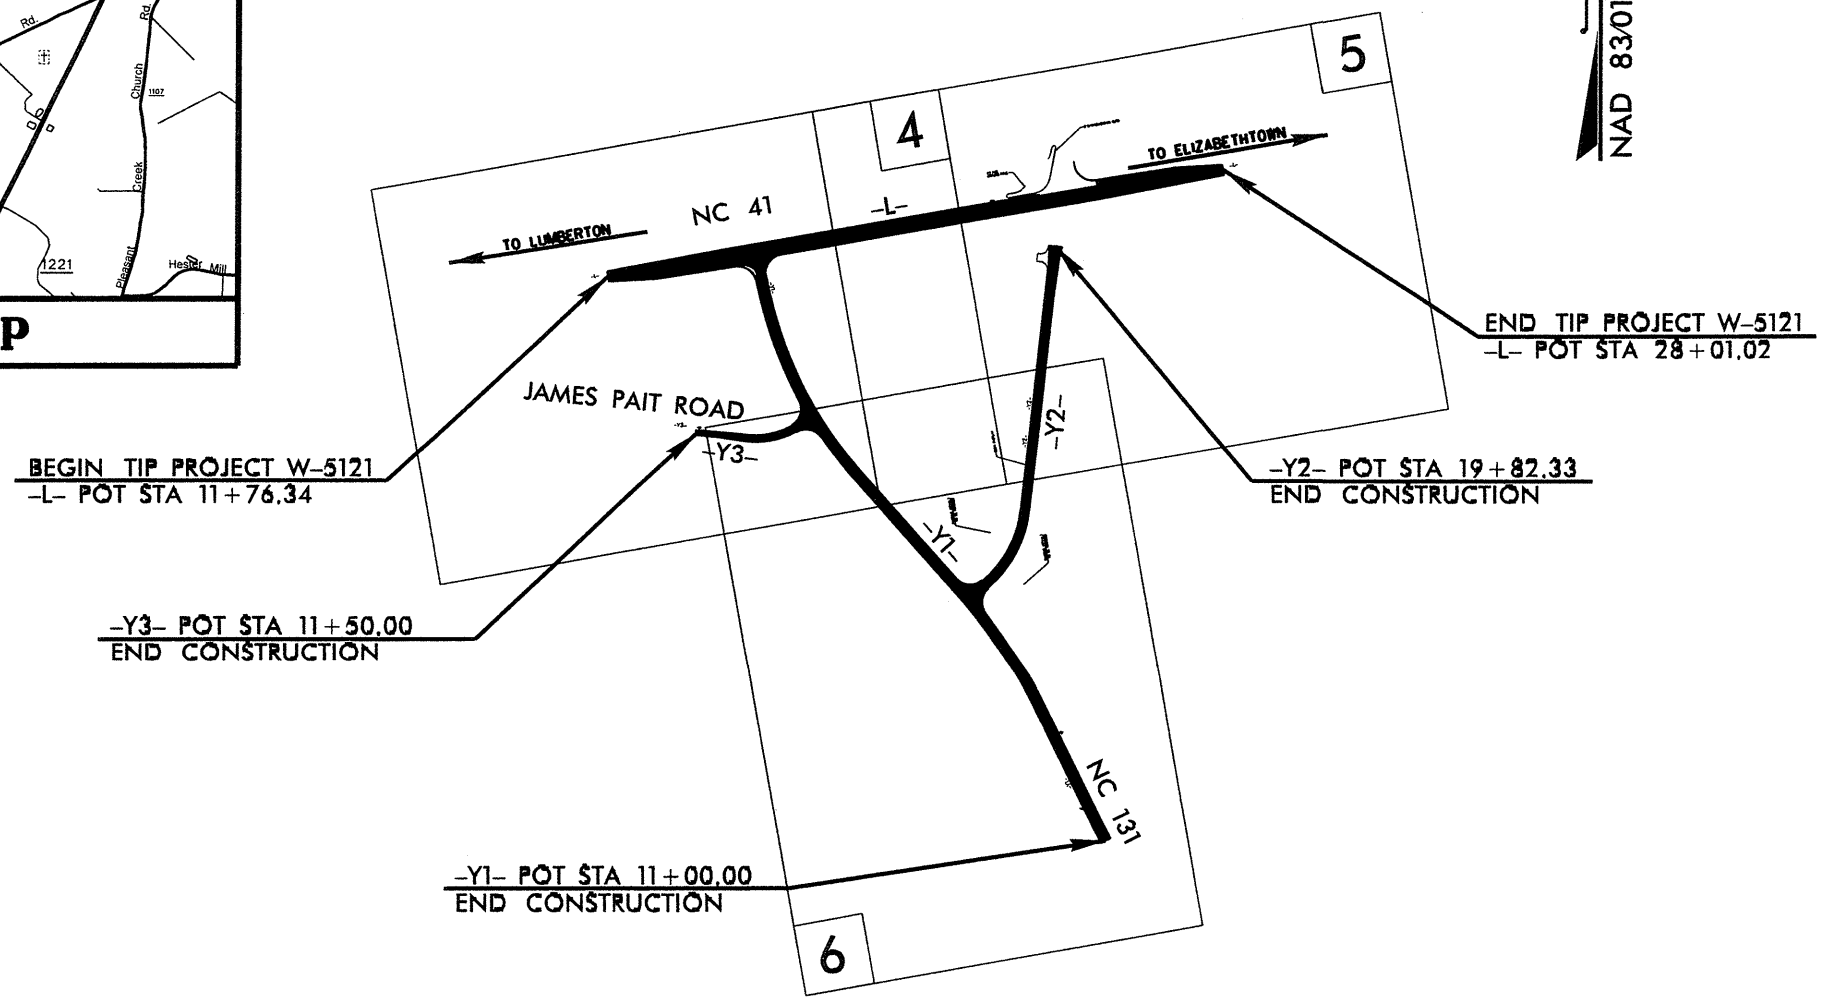 Rd.
Rd.
Church
1107
Creek
Pleasant
1221
Hester Mill
P
NAD 83/01
5
4
TO ELIZABETHTOWN
NC 41
-L-
TO LUMBERTON
END TIP PROJECT W-5121
-L- POT STA 28+01.02
JAMES PAIT ROAD
-Y3-
-Y2-
BEGIN TIP PROJECT W-5121
-L- POT STA 11+76.34
-Y2- POT STA 19+82.33
END CONSTRUCTION
-Y1-
-Y3- POT STA 11+50.00
END CONSTRUCTION
NC 131
-Y1- POT STA 11+00.00
END CONSTRUCTION
6